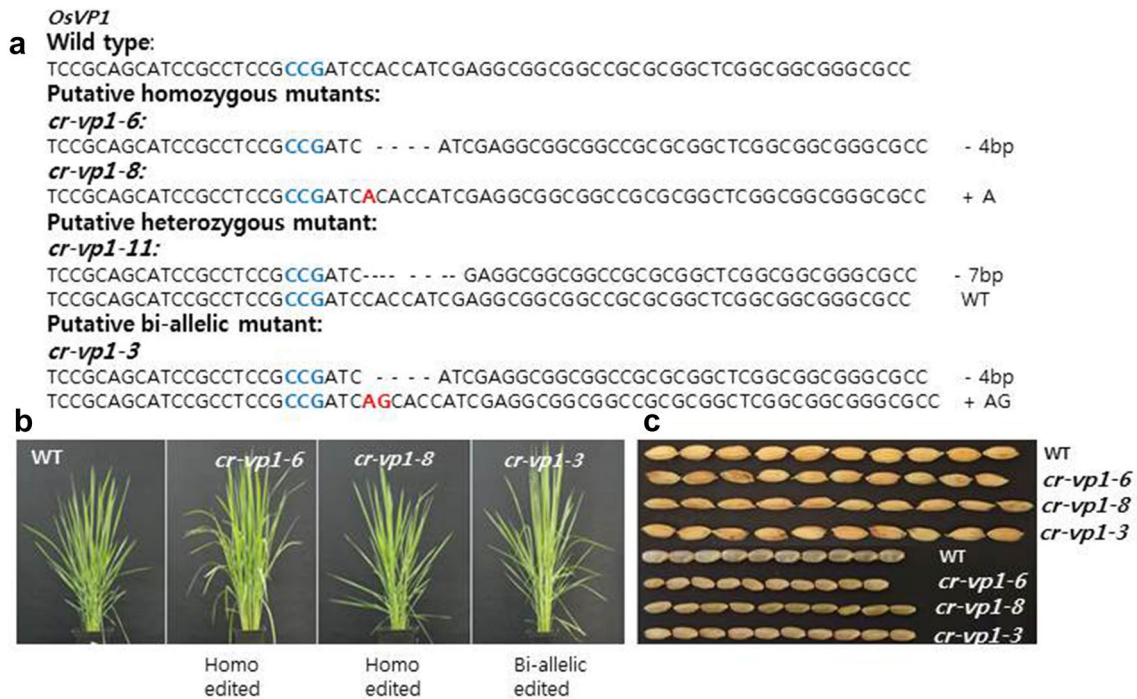 OsVP1
a
Wild type:
TCCGCAGCATCCGCCTCCGCCGATCCACCATCGAGGCGGCGGCCGCGCGGCTCGGCGGCGGGCGCC
Putative homozygous mutants:
cr-vp1-6:
TCCGCAGCATCCGCCTCCGCCGATC - - - - ATCGAGGCGGCGGCCGCGCGGCTCGGCGGCGGGCGCC - 4bp
cr-vp1-8:
TCCGCAGCATCCGCCTCCGCCGATCACACCATCGAGGCGGCGGCCGCGCGGCTCGGCGGCGGGCGCC + A
Putative heterozygous mutant:
cr-vp1-11:
TCCGCAGCATCCGCCTCCGCCGATC---- - - -- GAGGCGGCGGCCGCGCGGCTCGGCGGCGGGCGCC - 7bp
TCCGCAGCATCCGCCTCCGCCGATCCACCATCGAGGCGGCGGCCGCGCGGCTCGGCGGCGGGCGCC WT
Putative bi-allelic mutant:
cr-vp1-3
TCCGCAGCATCCGCCTCCGCCGATC - - - - ATCGAGGCGGCGGCCGCGCGGCTCGGCGGCGGGCGCC - 4bp
TCCGCAGCATCCGCCTCCGCCGATCAGCACCATCGAGGCGGCGGCCGCGCGGCTCGGCGGCGGGCGCC + AG
b
WT
cr-vp1-6
cr-vp1-8
cr-vp1-3
Homo
edited
Homo
edited
Bi-allelic
edited
c
WT
cr-vp1-6
cr-vp1-8
cr-vp1-3
WT
cr-vp1-6
cr-vp1-8
cr-vp1-3